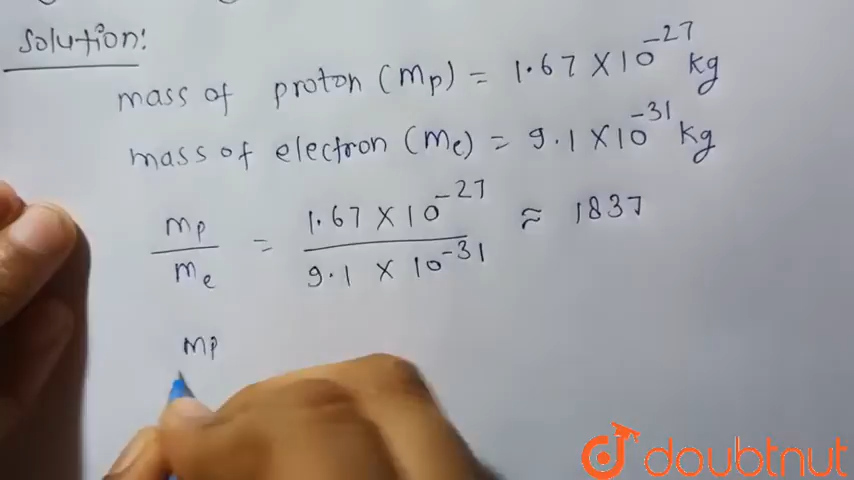 Solution:
mass of proton (mp) = 1.67 × 10^-27 kg
mass of electron (me) = 9.1 × 10^-31 kg
mp/me = 1.67 × 10^-27 / 9.1 × 10^-31 ≈ 1837
mp
doubtnut